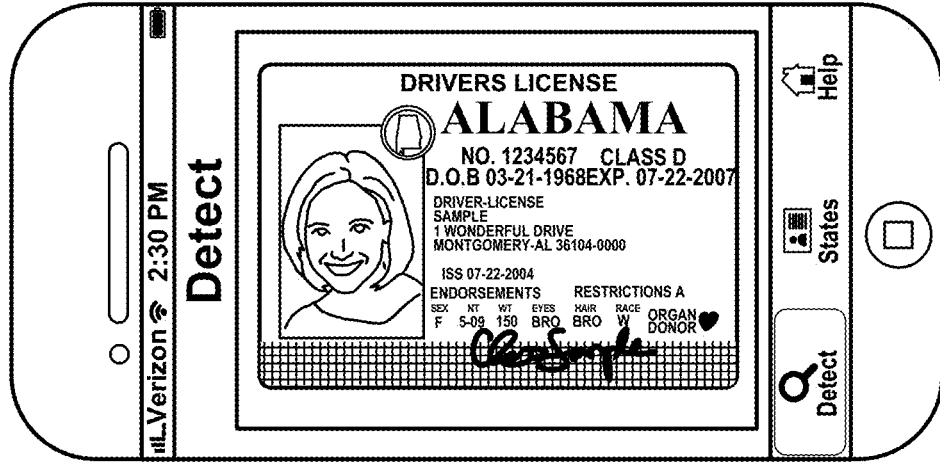 Verizon 2:30 PM
Detect
DRIVERS LICENSE
ALABAMA
NO. 1234567 CLASS D
D.O.B 03-21-1968EXP. 07-22-2007
DRIVER-LICENSE
SAMPLE
1 WONDERFUL DRIVE
MONTGOMERY-AL 36104-0000
ISS 07-22-2004
ENDORSEMENTS RESTRICTIONS A
SEX HT WT EYES HAIR RACE ORGAN
F 5-09 150 BRO BRO W DONOR
Detect
States
Help